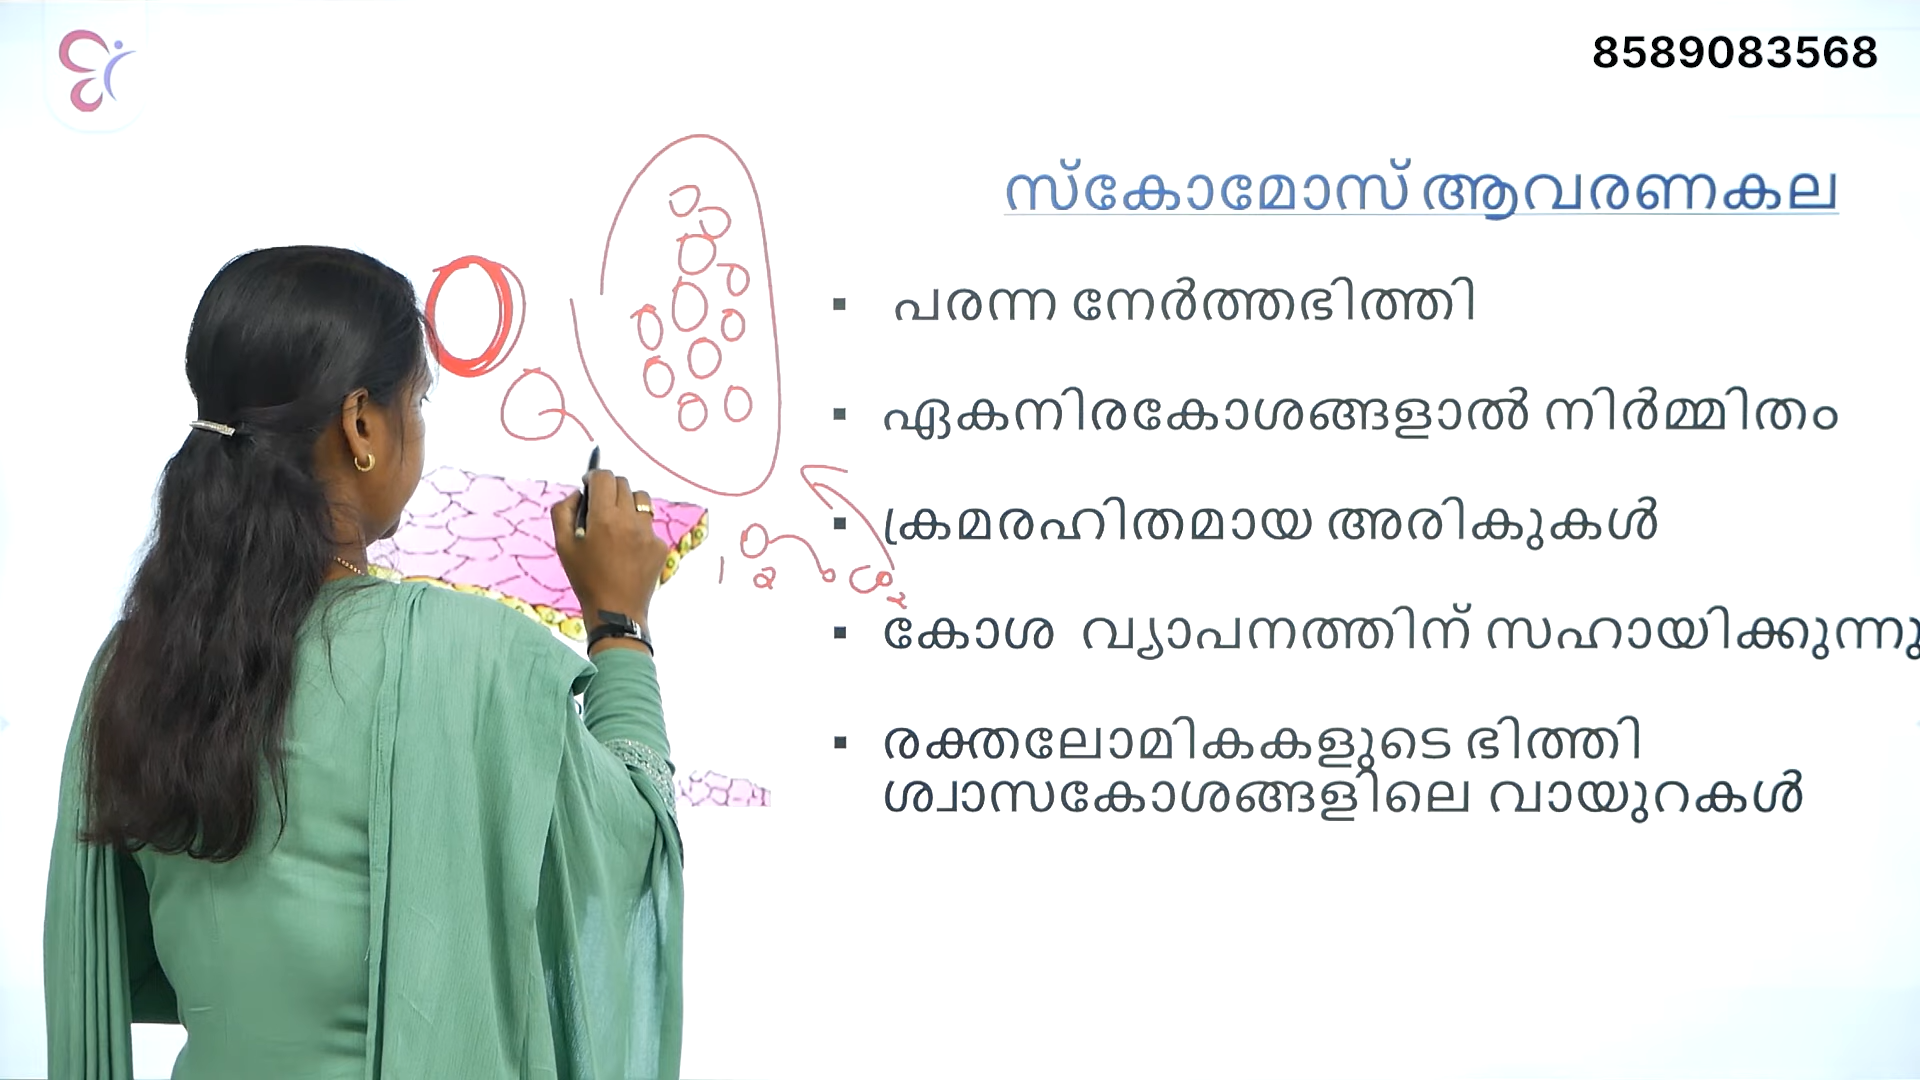 8589083568
സ്കോമോസ് ആവരണകല
▪ പരന്ന നേർത്തഭിത്തി
▪ ഏകനിരകോശങ്ങളാൽ നിർമ്മിതം
▪ ക്രമരഹിതമായ അരികുകൾ
▪ കോശ വ്യാപനത്തിന് സഹായിക്കുന്നു
▪ രക്തലോമികകളുടെ ഭിത്തി
ശ്വാസകോശങ്ങളിലെ വായുറകൾ